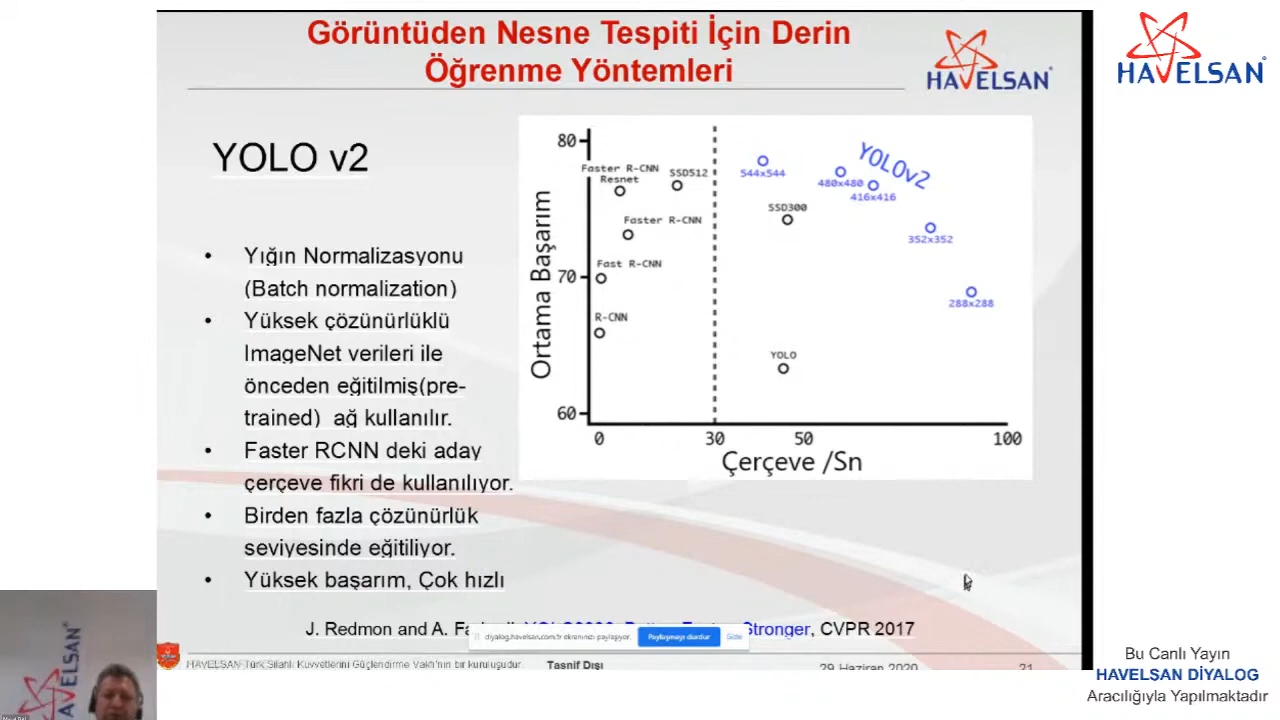 Görüntüden Nesne Tespiti İçin Derin
Öğrenme Yöntemleri
HAVELSAN
HAVELSAN
YOLO v2
• Yığın Normalizasyonu
(Batch normalization)
• Yüksek çözünürlüklü
ImageNet verileri ile
önceden eğitilmiş(pre-
trained) ağ kullanılır.
• Faster RCNN deki aday
çerçeve fikri de kullanılıyor.
• Birden fazla çözünürlük
seviyesinde eğitiliyor.
• Yüksek başarım, Çok hızlı
Ortama Başarım
80
70
60
Faster R-CNN
Resnet
SSD512
Faster R-CNN
Fast R-CNN
R-CNN
YOLOv2
544x544
480x480
416x416
SSD300
352x352
288x288
YOLO
0 30 50 100
Çerçeve /Sn
J. Redmon and A. Stronger, CVPR 2017
diyalog.havelsan.com.tr ekranınızı paylaşıyor. Paylaşmayı durdur Gizle
HAVELSAN Türk Silahlı Kuvvetlerini Güçlendirme Vakfı'nın bir kuruluşudur.
Tasnif Dışı
29 Haziran 2020
21
HAVELSAN
Bu Canlı Yayın
HAVELSAN DİYALOG
Aracılığıyla Yapılmaktadır